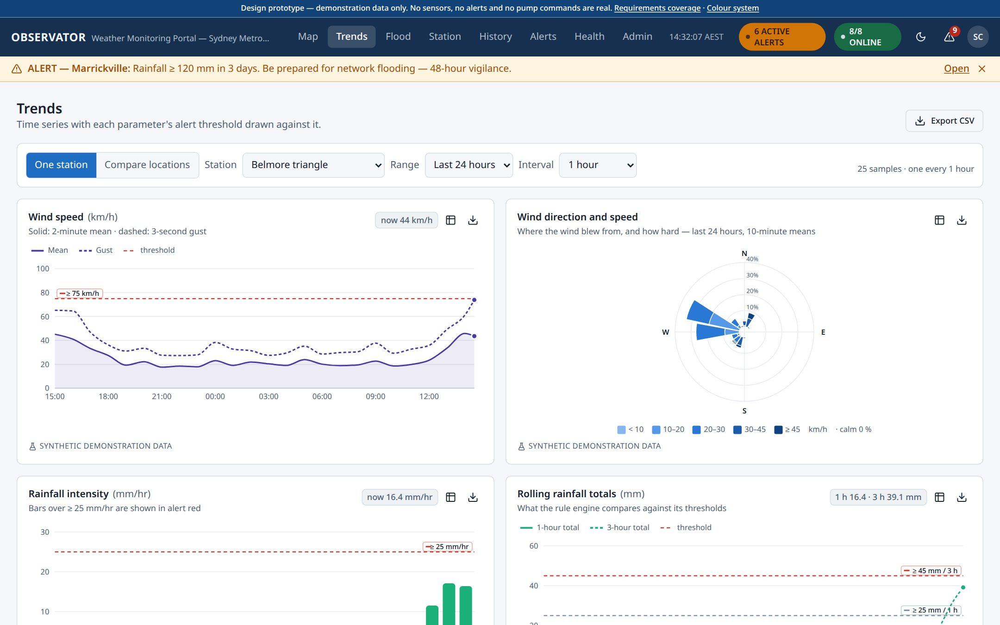 Design prototype — demonstration data only. No sensors, no alerts and no pump commands are real. Requirements coverage · Colour system
OBSERVATOR Weather Monitoring Portal — Sydney Metro... Map Trends Flood Station History Alerts Health Admin 14:32:07 AEST
6 ACTIVE ALERTS
8/8 ONLINE
9
SC
ALERT — Marrickville: Rainfall ≥ 120 mm in 3 days. Be prepared for network flooding — 48-hour vigilance. Open
Trends
Time series with each parameter's alert threshold drawn against it.
Export CSV
One station Compare locations Station Belmore triangle Range Last 24 hours Interval 1 hour
25 samples · one every 1 hour
Wind speed (km/h)
now 44 km/h
Solid: 2-minute mean · dashed: 3-second gust
Mean Gust threshold
100
80
60
40
20
0
≥ 75 km/h
15:00 18:00 21:00 00:00 03:00 06:00 09:00 12:00
SYNTHETIC DEMONSTRATION DATA
Wind direction and speed
Where the wind blew from, and how hard — last 24 hours, 10-minute means
N
40%
30%
20%
10%
W
E
S
< 10 10–20 20–30 30–45 ≥ 45 km/h · calm 0 %
SYNTHETIC DEMONSTRATION DATA
Rainfall intensity (mm/hr)
now 16.4 mm/hr
Bars over ≥ 25 mm/hr are shown in alert red
30
≥ 25 mm/hr
20
10
Rolling rainfall totals (mm)
1 h 16.4 · 3 h 39.1 mm
What the rule engine compares against its thresholds
1-hour total 3-hour total threshold
60
≥ 45 mm / 3 h
40
≥ 25 mm / 1 h
20